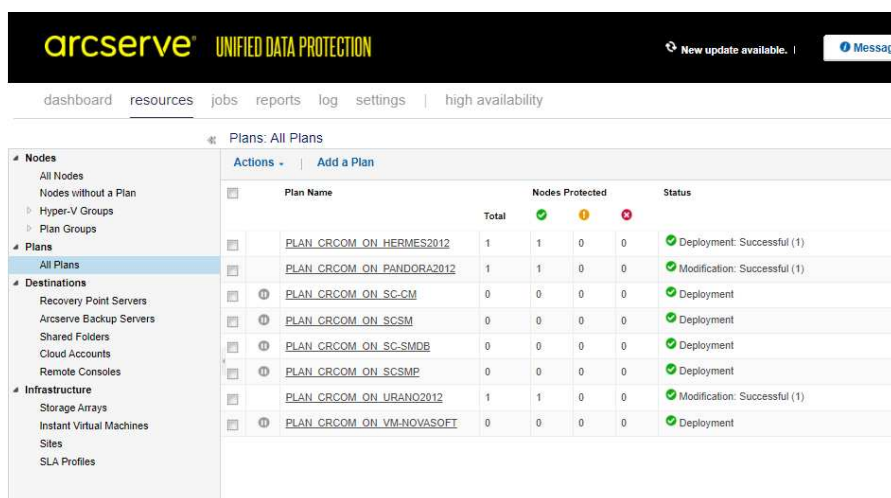 arcserve® UNIFIED DATA PROTECTION
New update available. |
Messag
dashboard resources jobs reports log settings | high availability
Plans: All Plans
Nodes
All Nodes
Nodes without a Plan
Hyper-V Groups
Plan Groups
Plans
All Plans
Destinations
Recovery Point Servers
Arcserve Backup Servers
Shared Folders
Cloud Accounts
Remote Consoles
Infrastructure
Storage Arrays
Instant Virtual Machines
Sites
SLA Profiles
Actions | Add a Plan
Plan Name Nodes Protected Status
Total
PLAN_CRCOM_ON_HERMES2012 1 1 0 0 Deployment: Successful (1)
PLAN_CRCOM_ON_PANDORA2012 1 1 0 0 Modification: Successful (1)
PLAN_CRCOM_ON_SC-CM 0 0 0 0 Deployment
PLAN_CRCOM_ON_SCSM 0 0 0 0 Deployment
PLAN_CRCOM_ON_SC-SMDB 0 0 0 0 Deployment
PLAN_CRCOM_ON_SCSMP 0 0 0 0 Deployment
PLAN_CRCOM_ON_URANO2012 1 1 0 0 Modification: Successful (1)
PLAN_CRCOM_ON_VM-NOVASOFT 0 0 0 0 Deployment